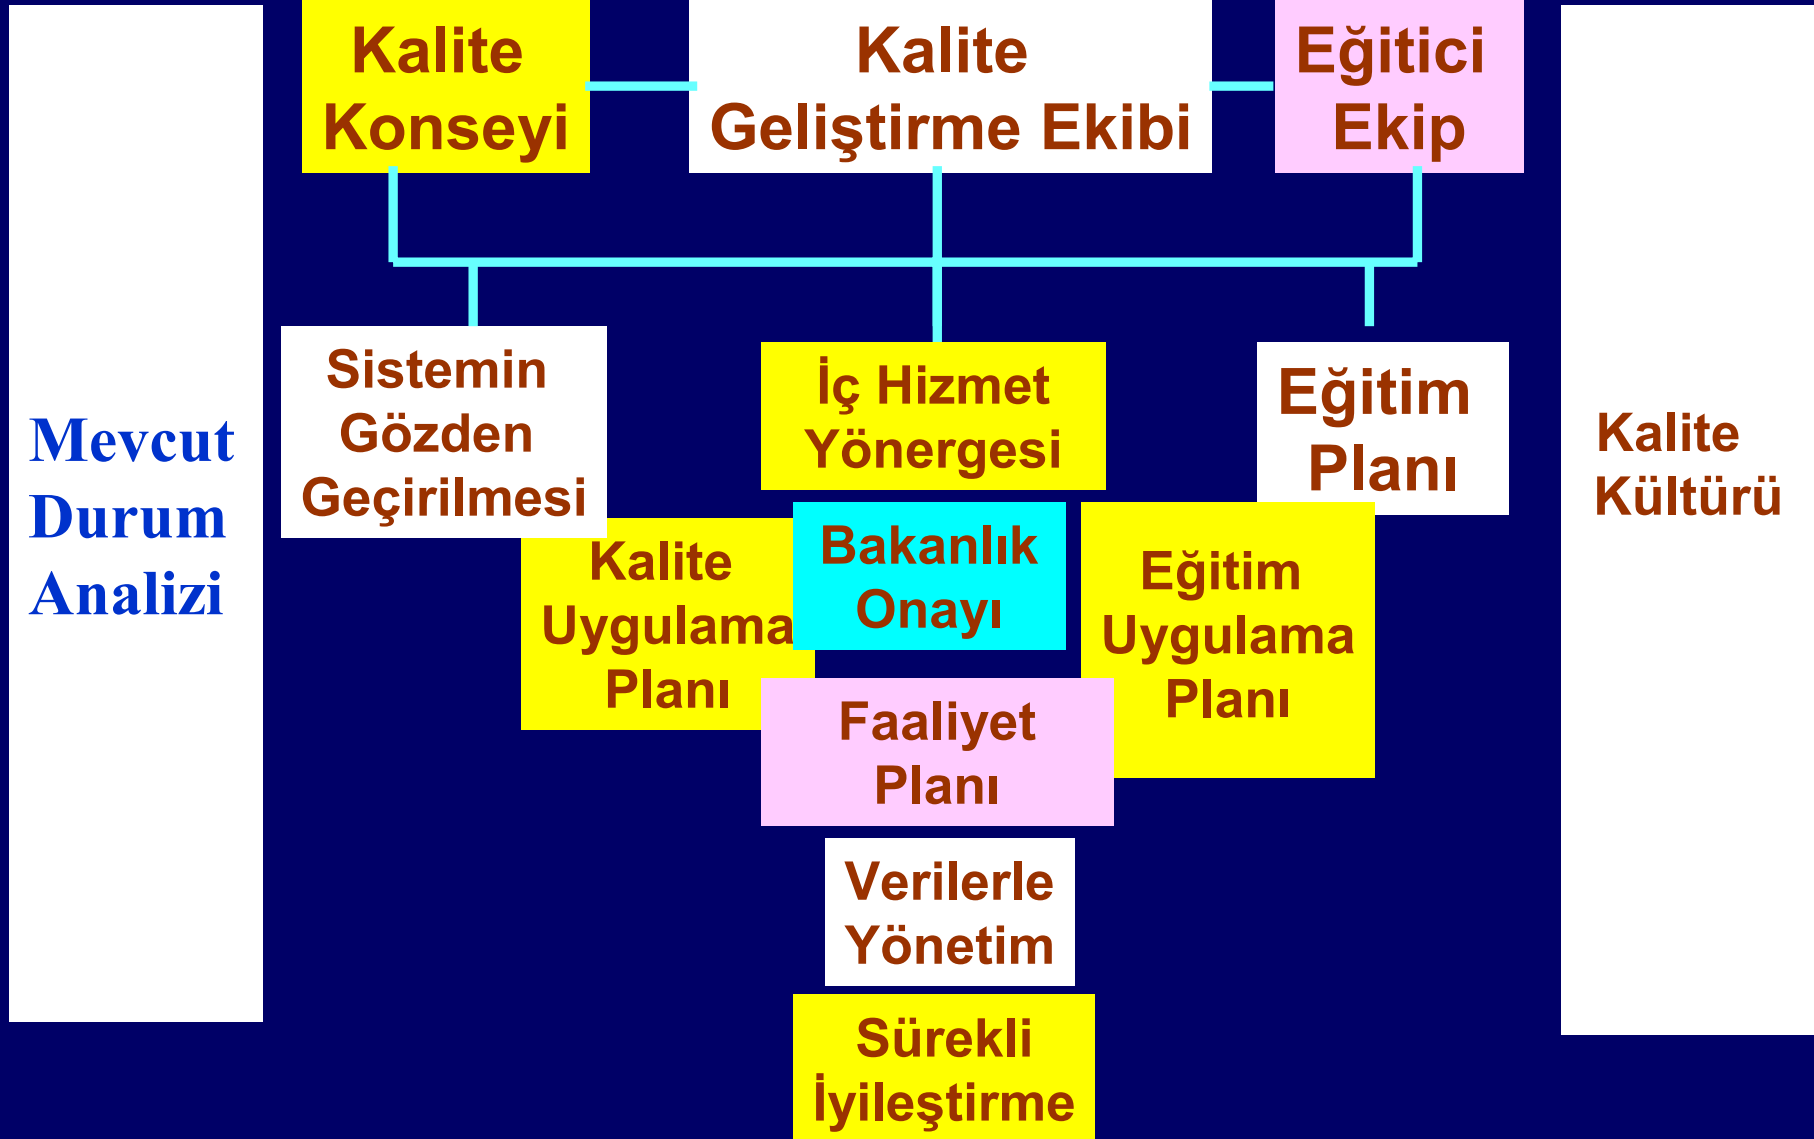 Kalite
Konseyi
Kalite
Geliştirme Ekibi
Eğitici
Ekip
Mevcut
Durum
Analizi
Sistemin
Gözden
Geçirilmesi
İç Hizmet
Yönergesi
Eğitim
Planı
Kalite
Kültürü
Kalite
Uygulama
Planı
Bakanlık
Onayı
Eğitim
Uygulama
Planı
Faaliyet
Planı
Verilerle
Yönetim
Sürekli
İyileştirme